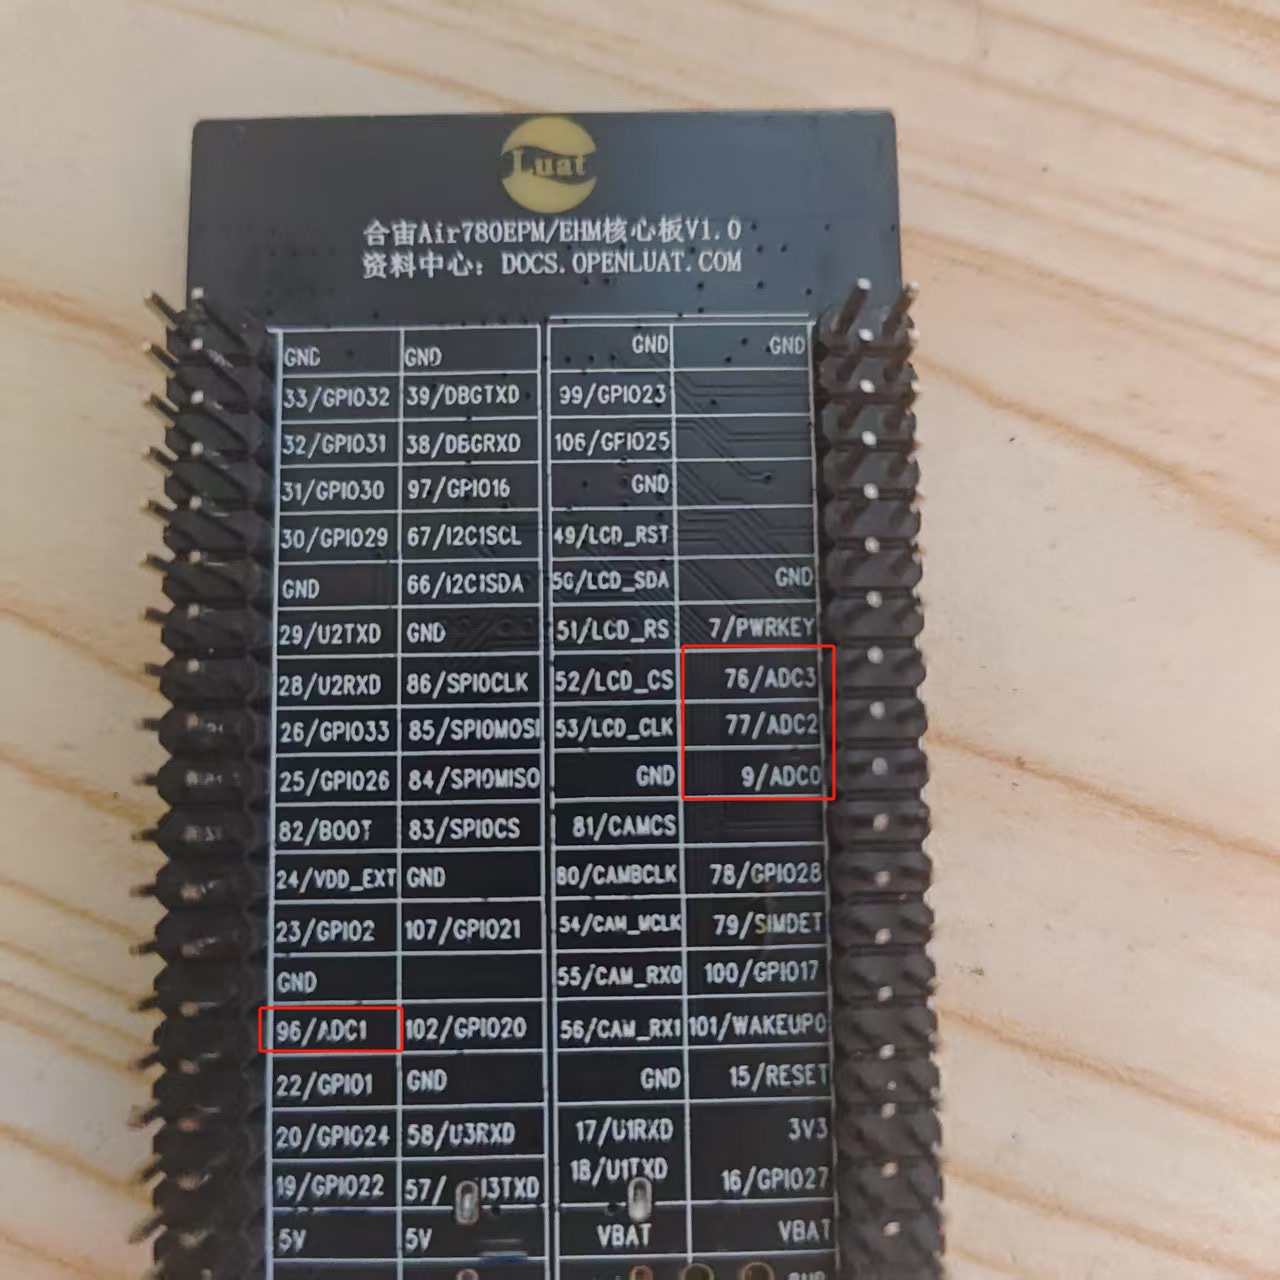 Luat
合宙Air780EPM/EHM核心板V1.0
资料中心: DOCS.OPENLUAT.COM
GND GND GND GND
33/GPIO32 39/DBGTXD 99/GPIO23
32/GPIO31 38/DBGRXD 106/GPIO25
31/GPIO30 97/GPIO16 GND
30/GPIO29 67/I2C1SCL 49/LCD_RST
GND 66/I2C1SDA 50/LCD_SDA GND
29/U2TXD GND 51/LCD_RS 7/PWRKEY
28/U2RXD 86/SPI0CLK 52/LCD_CS 76/ADC3
26/GPIO33 85/SPI0MOSI 53/LCD_CLK 77/ADC2
25/GPIO26 84/SPI0MISO GND 9/ADC0
82/BOOT 83/SPI0CS 81/CAMCS
24/VDD_EXT GND 80/CAMBCLK 78/GPIO28
23/GPIO2 107/GPIO21 54/CAM_MCLK 79/SIMDET
GND 55/CAM_RX0 100/GPIO17
96/ADC1 102/GPIO20 56/CAM_RX1 101/WAKEUP0
22/GPIO1 GND GND 15/RESET
20/GPIO24 58/U3RXD 17/U1RXD 3V3
19/GPIO22 57/U3TXD 18/U1TXD 16/GPIO27
5V 5V VBAT VBAT